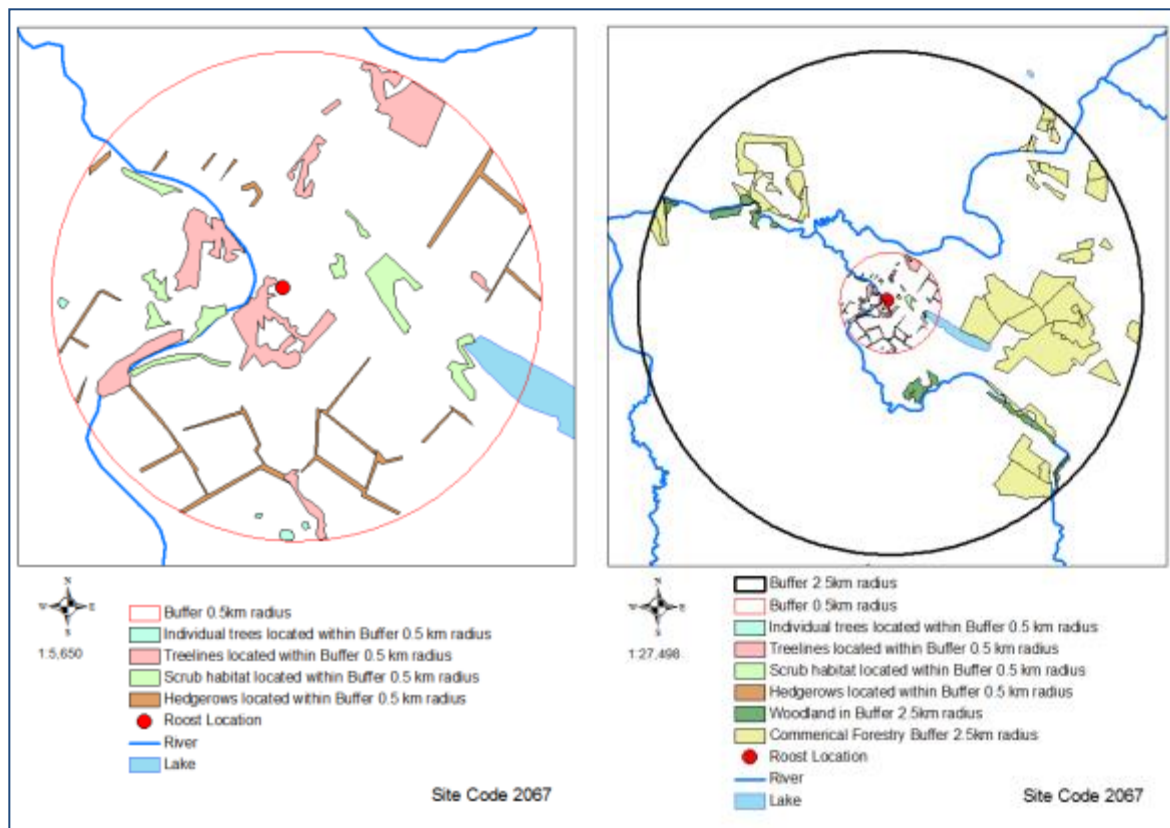 N
W E
S
1:5,650
Buffer 0.5km radius
Individual trees located within Buffer 0.5 km radius
Treelines located within Buffer 0.5 km radius
Scrub habitat located within Buffer 0.5 km radius
Hedgerows located within Buffer 0.5 km radius
Roost Location
River
Lake
Site Code 2067
N
W E
S
1:27,498
Buffer 2.5km radius
Buffer 0.5km radius
Individual trees located within Buffer 0.5 km radius
Treelines located within Buffer 0.5 km radius
Scrub habitat located within Buffer 0.5 km radius
Hedgerows located within Buffer 0.5 km radius
Woodland in Buffer 2.5km radius
Commerical Forestry Buffer 2.5km radius
Roost Location
River
Lake
Site Code 2067